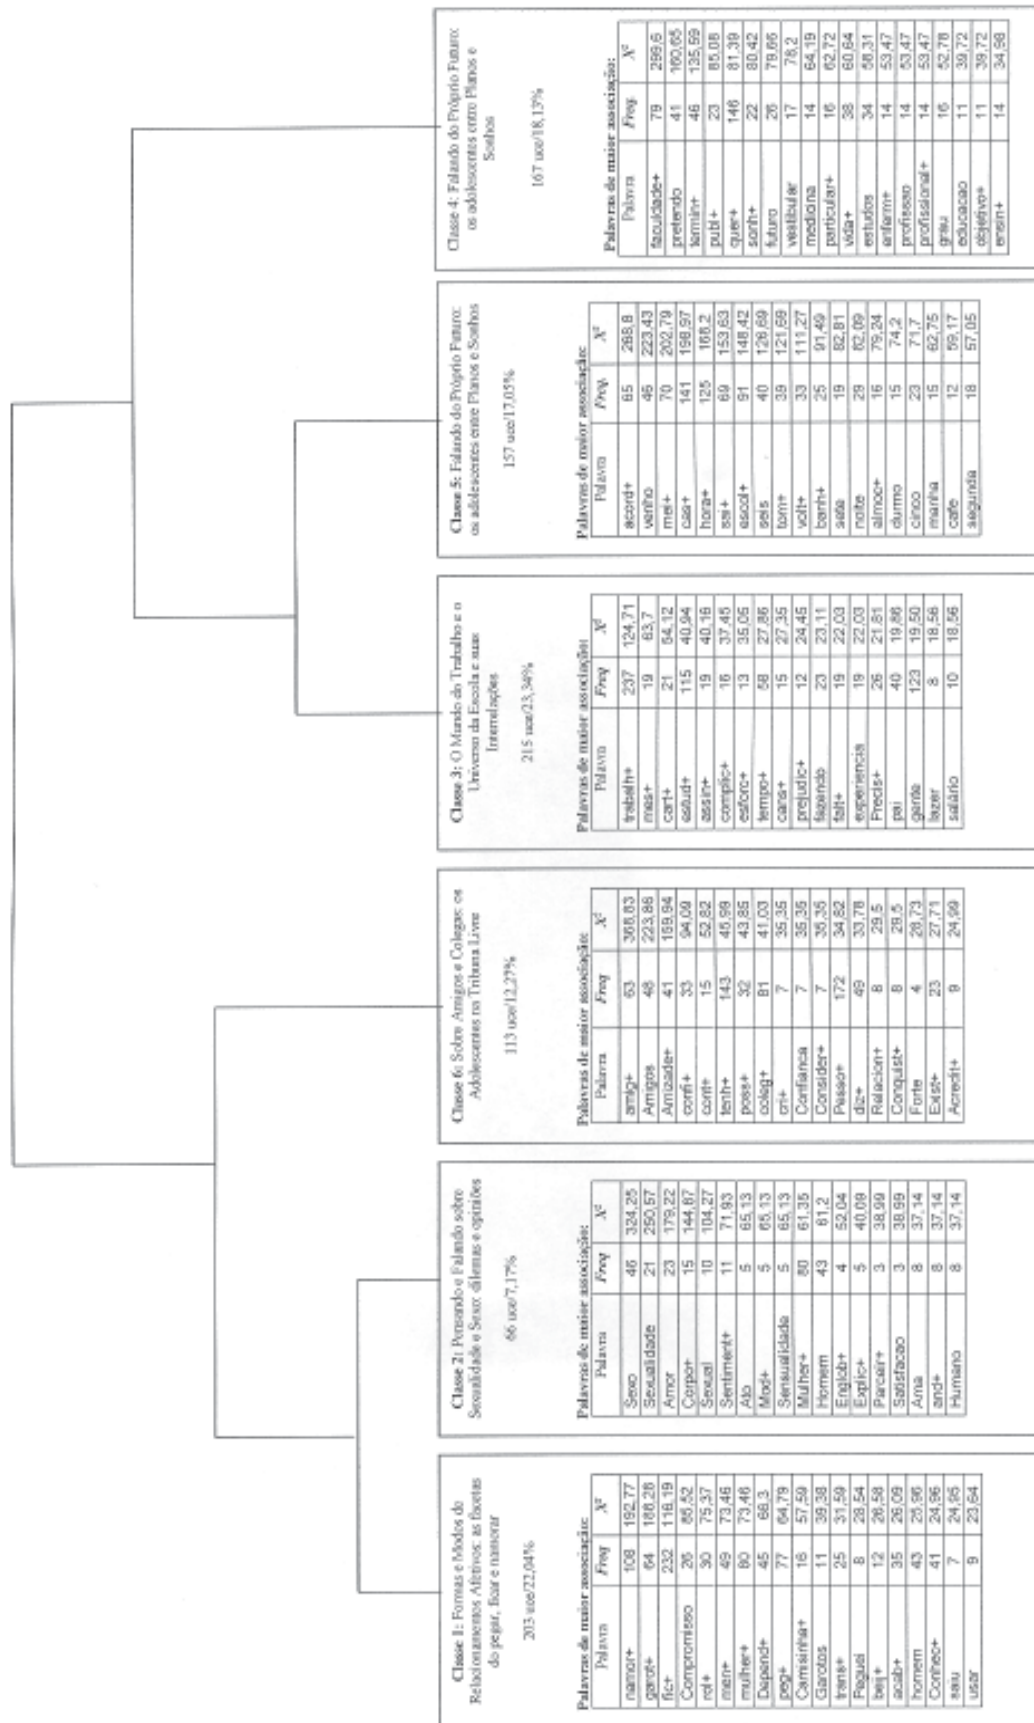 Classe 1: Formas e Modos de
Relacionamentos Afetivos: as facetas
do pegar, ficar e namorar
203 uce/22,04%
Palavras de maior associação:
Palavra Freq X²
namor+ 108 192,77
garot+ 64 188,28
fic+ 232 116,19
Compromisso 26 86,52
rol+ 30 75,37
men+ 49 73,46
mulher+ 80 73,46
Depend+ 45 68,3
peg+ 77 64,79
Camisinha+ 16 57,59
Garotos 11 39,38
trans+ 25 31,59
Peguei 8 28,54
beij+ 12 26,58
acab+ 35 26,09
homem 43 25,96
Conhec+ 41 24,96
saiu 7 24,95
usar 9 23,64
Classe 2: Pensando e Falando sobre
Sexualidade e Sexo: dilemas e opiniões
66 uce/7,17%
Palavras de maior associação:
Palavra Freq X²
Sexo 46 324,25
Sexualidade 21 250,57
Amor 23 179,22
Corpo+ 15 144,67
Sexual 10 104,27
Sentiment+ 11 71,93
Ato 5 65,13
Mod+ 5 65,13
Sensualidade 5 65,13
Mulher+ 80 61,35
Homem 43 61,2
Englob+ 4 52,04
Explic+ 5 40,09
Parceir+ 3 38,99
Satisfacao 3 38,99
Ama 8 37,14
and+ 8 37,14
Humano 8 37,14
Classe 6: Sobre Amigos e Colegas: os
Adolescentes na Tribuna Livre
113 uce/12,27%
Palavras de maior associação:
Palavra Freq X²
amig+ 63 368,83
Amigos 48 223,86
Amizade+ 41 159,94
confi+ 33 94,09
cont+ 15 52,82
tenh+ 143 45,99
poss+ 32 43,85
coleg+ 81 41,03
cri+ 7 35,35
Confianca 7 35,35
Consider+ 7 35,35
Pesso+ 172 34,82
diz+ 49 33,78
Relacion+ 8 29,5
Conquist+ 8 29,5
Forte 4 28,73
Exist+ 23 27,71
Acredit+ 9 24,99
Classe 3: O Mundo do Trabalho e o
Universo da Escola e suas
Interrelações
215 uce/23,34%
Palavras de maior associação:
Palavra Freq X²
trabalh+ 237 124,71
mes+ 19 63,7
cart+ 21 54,12
estud+ 115 40,94
assin+ 19 40,16
complic+ 16 37,45
esforc+ 13 35,05
tempo+ 58 27,86
cans+ 15 27,35
prejudic+ 12 24,45
fazendo 23 23,11
falt+ 19 22,03
experiencia 19 22,03
Precis+ 26 21,81
pai 40 19,86
gente 123 19,50
lazer 8 18,56
salário 10 18,56
Classe 5: Falando do Próprio Futuro:
os adolescentes entre Planos e Sonhos
157 uce/17,05%
Palavras de maior associação:
Palavra Freq. X²
acord+ 65 288,8
venho 46 223,43
mei+ 70 202,79
cas+ 141 198,97
hora+ 125 168,2
sai+ 69 153,63
escol+ 91 148,42
seis 40 126,69
tom+ 39 121,69
volt+ 33 111,27
banh+ 25 91,49
sete 19 82,81
noite 29 82,09
almoc+ 16 79,24
durmo 15 74,2
cinco 23 71,7
manha 15 62,75
cafe 12 59,17
segunda 18 57,05
Classe 4: Falando do Próprio Futuro:
os adolescentes entre Planos e
Sonhos
167 uce/18,13%
Palavras de maior associação:
Palavra Freq. X²
faculdade+ 79 299,6
pretendo 41 160,65
termin+ 46 135,59
publ+ 23 85,08
quer+ 146 81,39
sonh+ 22 80,42
futuro 26 79,66
vestibular 17 78,2
medicina 14 64,19
particular+ 16 62,72
vida+ 38 60,64
estudos 34 58,31
enferm+ 14 53,47
profissao 14 53,47
profissional+ 14 53,47
grau 16 52,78
educacao 11 39,72
objetivo+ 11 39,72
ensin+ 14 34,98